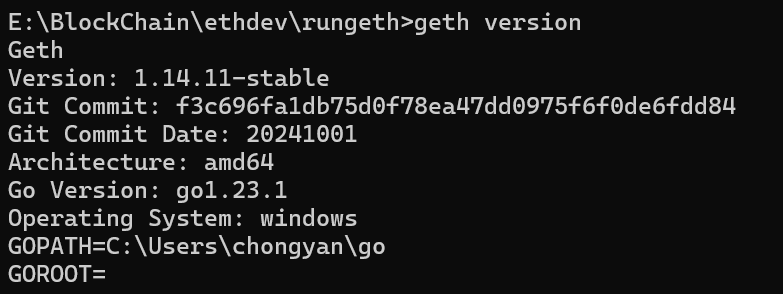 E:\BlockChain\ethdev\rungeth>geth version
Geth
Version: 1.14.11-stable
Git Commit: f3c696fa1db75d0f78ea47dd0975f6f0de6fdd84
Git Commit Date: 20241001
Architecture: amd64
Go Version: go1.23.1
Operating System: windows
GOPATH=C:\Users\chongyan\go
GOROOT=